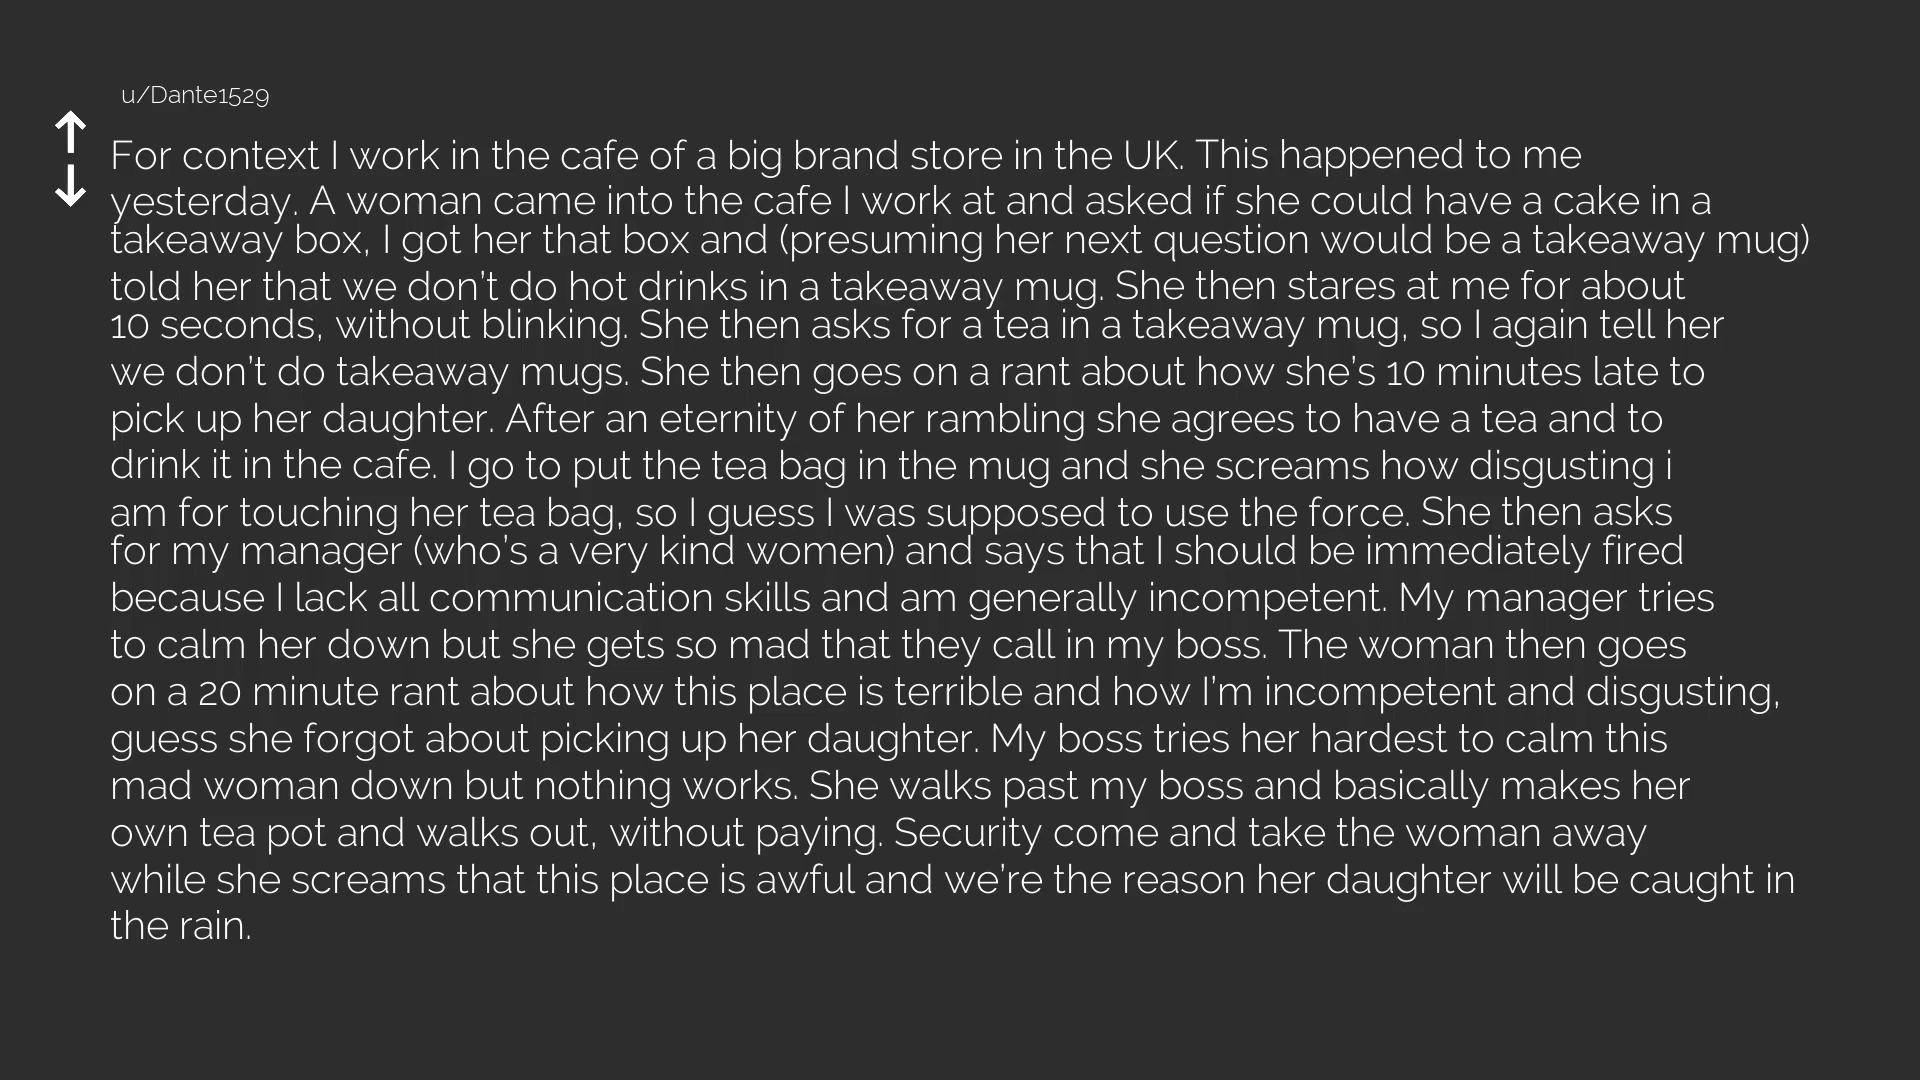 u/Dante1529
For context I work in the cafe of a big brand store in the UK. This happened to me
yesterday. A woman came into the cafe I work at and asked if she could have a cake in a
takeaway box, I got her that box and (presuming her next question would be a takeaway mug)
told her that we don't do hot drinks in a takeaway mug. She then stares at me for about
10 seconds, without blinking. She then asks for a tea in a takeaway mug, so I again tell her
we don't do takeaway mugs. She then goes on a rant about how she's 10 minutes late to
pick up her daughter. After an eternity of her rambling she agrees to have a tea and to
drink it in the cafe. I go to put the tea bag in the mug and she screams how disgusting i
am for touching her tea bag, so I guess I was supposed to use the force. She then asks
for my manager (who's a very kind women) and says that I should be immediately fired
because I lack all communication skills and am generally incompetent. My manager tries
to calm her down but she gets so mad that they call in my boss. The woman then goes
on a 20 minute rant about how this place is terrible and how I'm incompetent and disgusting,
guess she forgot about picking up her daughter. My boss tries her hardest to calm this
mad woman down but nothing works. She walks past my boss and basically makes her
own tea pot and walks out, without paying. Security come and take the woman away
while she screams that this place is awful and we're the reason her daughter will be caught in
the rain.